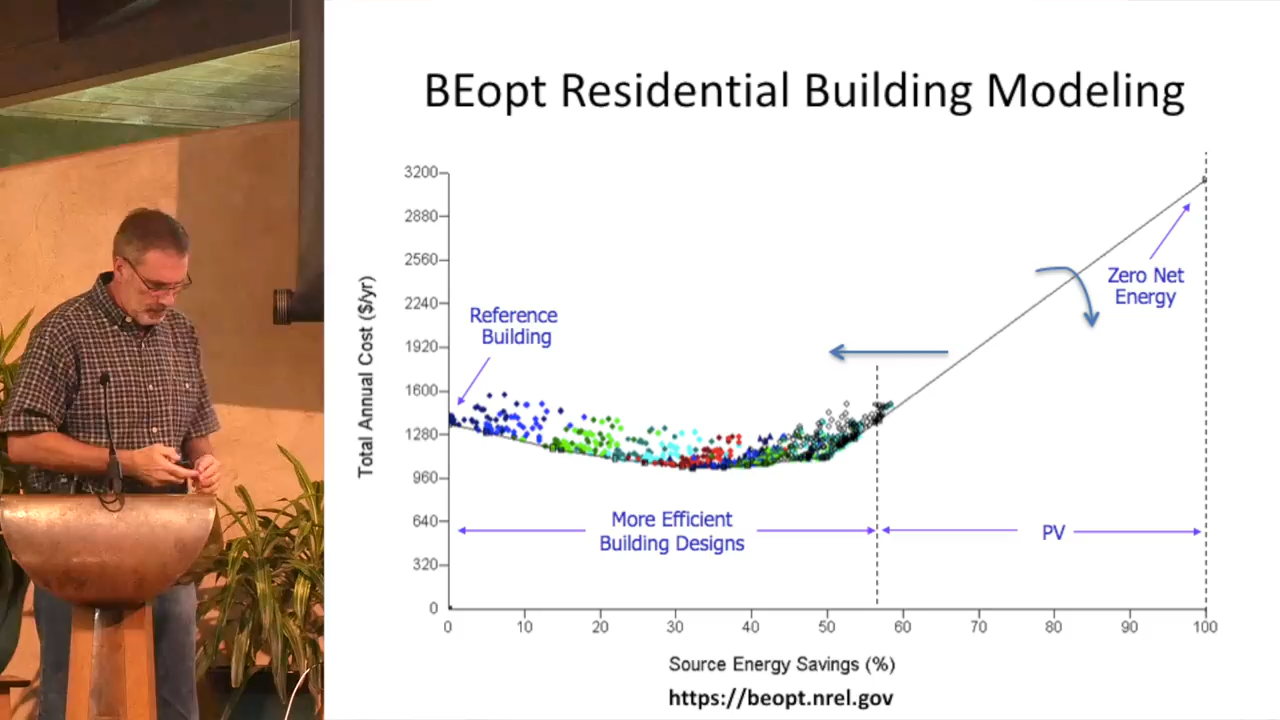 BEopt Residential Building Modeling
3200
2880
2560
2240
1920
1600
1280
960
640
320
0
Total Annual Cost ($/yr)
Reference
Building
Zero Net
Energy
More Efficient
Building Designs
PV
0 10 20 30 40 50 60 70 80 90 100
Source Energy Savings (%)
https://beopt.nrel.gov